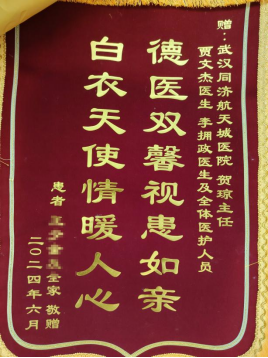 赠：武汉同济航天城医院 贺琼主任
贾文杰医生 李拥政医生及全体医护人员
德医双馨视患如亲
白衣天使情暖人心
患者 全家 敬赠
二〇二四年六月